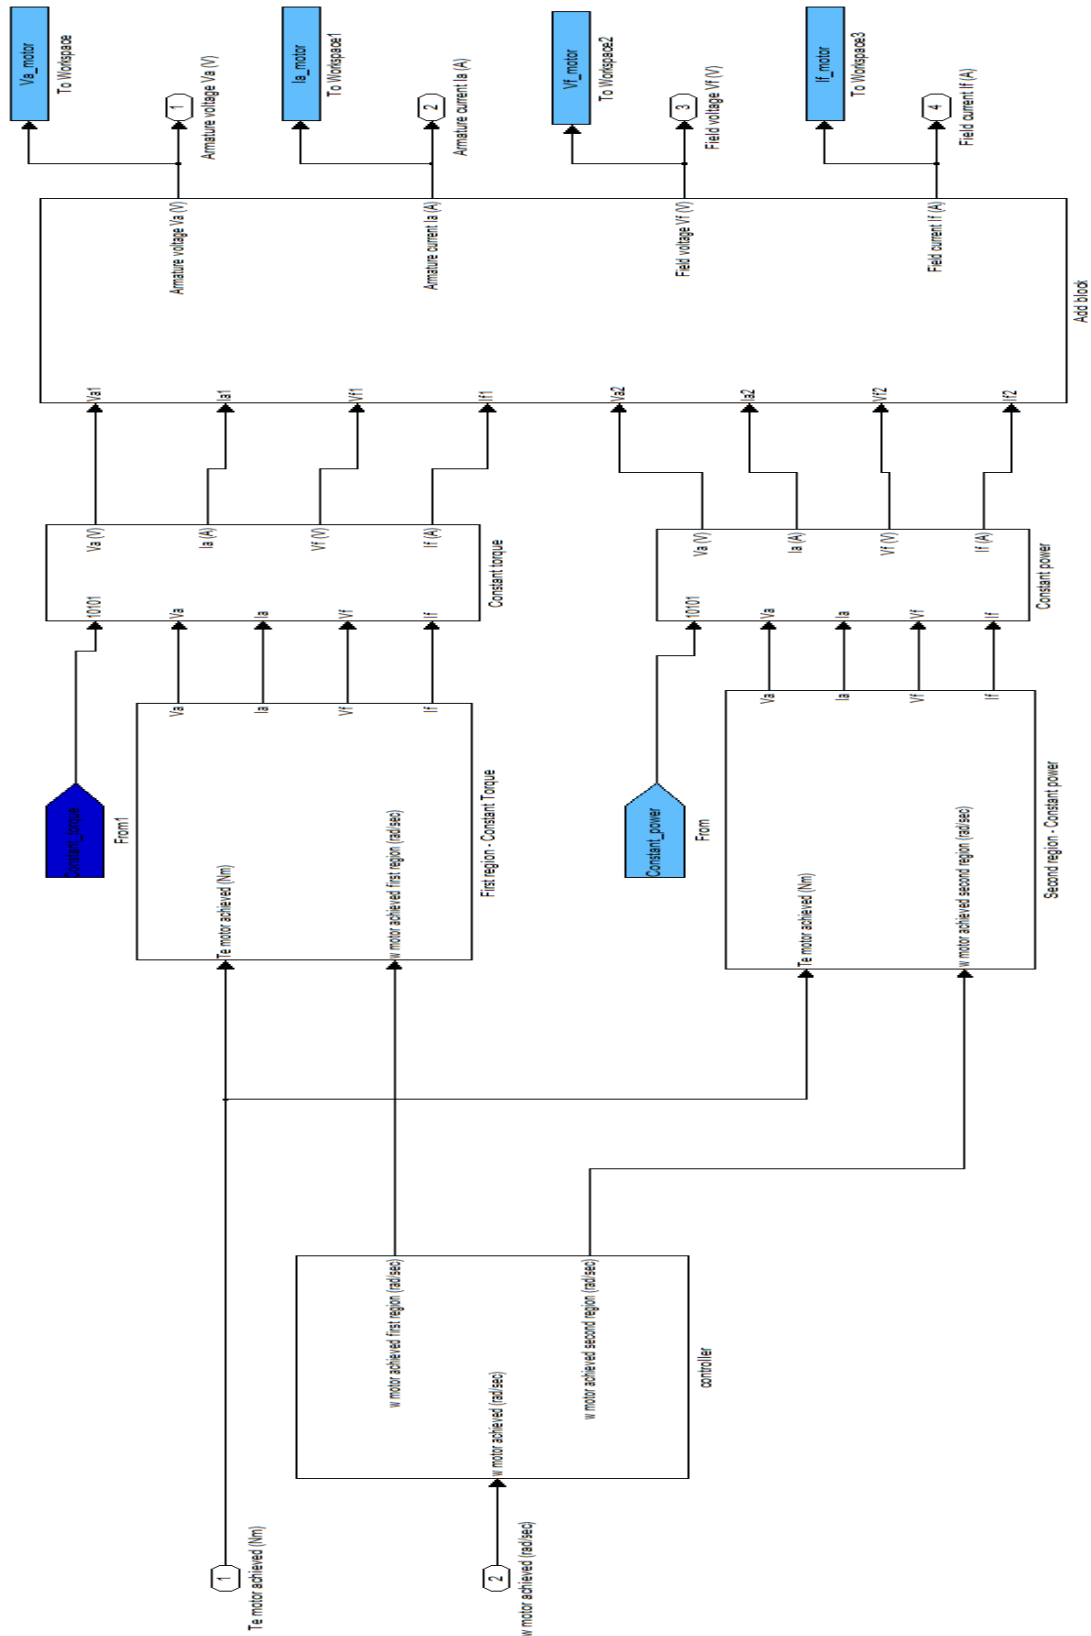 1
Te motor achieved (Nm)
2
w motor achieved (rad/sec)
w motor achieved (rad/sec)
w motor achieved first region (rad/sec)
w motor achieved second region (rad/sec)
controller
Te motor achieved (Nm)
w motor achieved first region (rad/sec)
Va
Ia
Vf
If
First region - Constant Torque
Constant_torque
From1
Te motor achieved (Nm)
w motor achieved second region (rad/sec)
Va
Ia
Vf
If
Second region - Constant power
Constant_power
From
10101
Va
Ia
Vf
If
Va (V)
Ia (A)
Vf (V)
If (A)
Constant torque
10101
Va
Ia
Vf
If
Va (V)
Ia (A)
Vf (V)
If (A)
Constant power
Va1
Ia1
Vf1
If1
Va2
Ia2
Vf2
If2
Armature voltage Va (V)
Armature current Ia (A)
Field voltage Vf (V)
Field current If (A)
Add block
Va_motor
To Workspace
1
Armature voltage Va (V)
Ia_motor
To Workspace1
2
Armature current Ia (A)
Vf_motor
To Workspace2
3
Field voltage Vf (V)
If_motor
To Workspace3
4
Field current If (A)